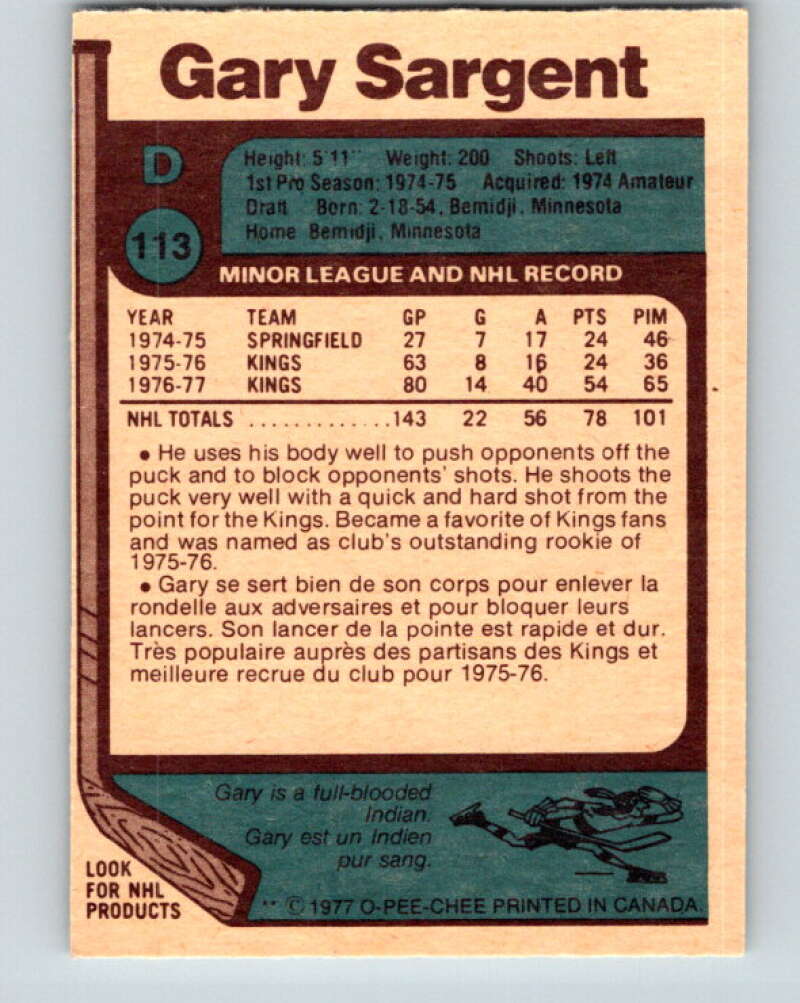 Gary Sargent
D
Height: 5'11" Weight: 200 Shoots: Left
1st Pro Season: 1974-75 Acquired: 1974 Amateur
Draft Born: 2-18-54, Bemidji, Minnesota
Home Bemidji, Minnesota
113
MINOR LEAGUE AND NHL RECORD
YEAR TEAM GP G A PTS PIM
1974-75 SPRINGFIELD 27 7 17 24 46
1975-76 KINGS 63 8 16 24 36
1976-77 KINGS 80 14 40 54 65
NHL TOTALS .............143 22 56 78 101
• He uses his body well to push opponents off the
puck and to block opponents' shots. He shoots the
puck very well with a quick and hard shot from the
point for the Kings. Became a favorite of Kings fans
and was named as club's outstanding rookie of
1975-76.
• Gary se sert bien de son corps pour enlever la
rondelle aux adversaires et pour bloquer leurs
lancers. Son lancer de la pointe est rapide et dur.
Très populaire auprès des partisans des Kings et
meilleure recrue du club pour 1975-76.
Gary is a full-blooded
Indian.
Gary est un Indien
pur sang.
LOOK
FOR NHL
PRODUCTS
** © 1977 O-PEE-CHEE PRINTED IN CANADA.